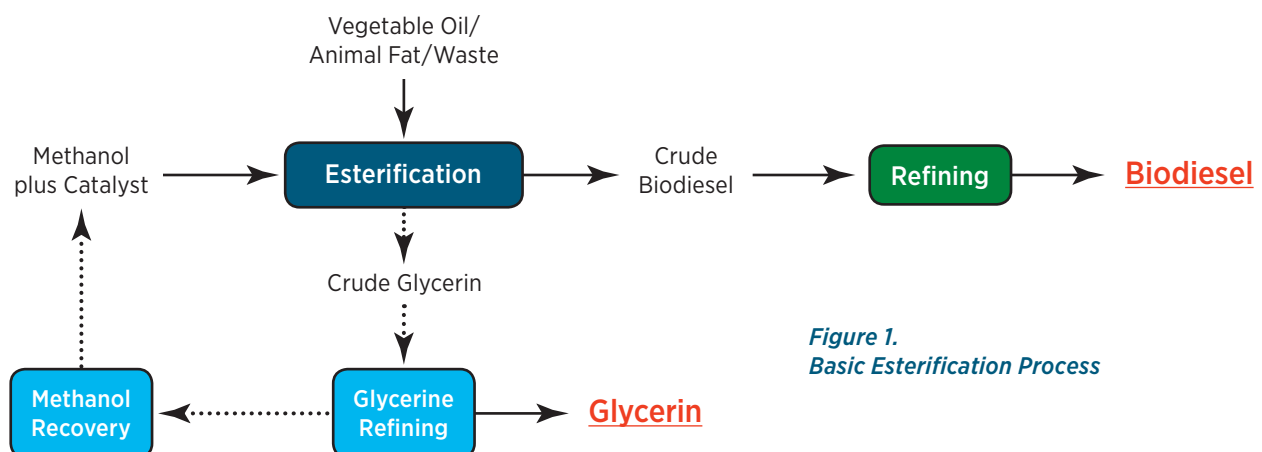 Vegetable Oil/
Animal Fat/Waste
Methanol
plus Catalyst
Esterification
Crude
Biodiesel
Refining
Biodiesel
Crude Glycerin
Figure 1.
Basic Esterification Process
Methanol
Recovery
Glycerine
Refining
Glycerin